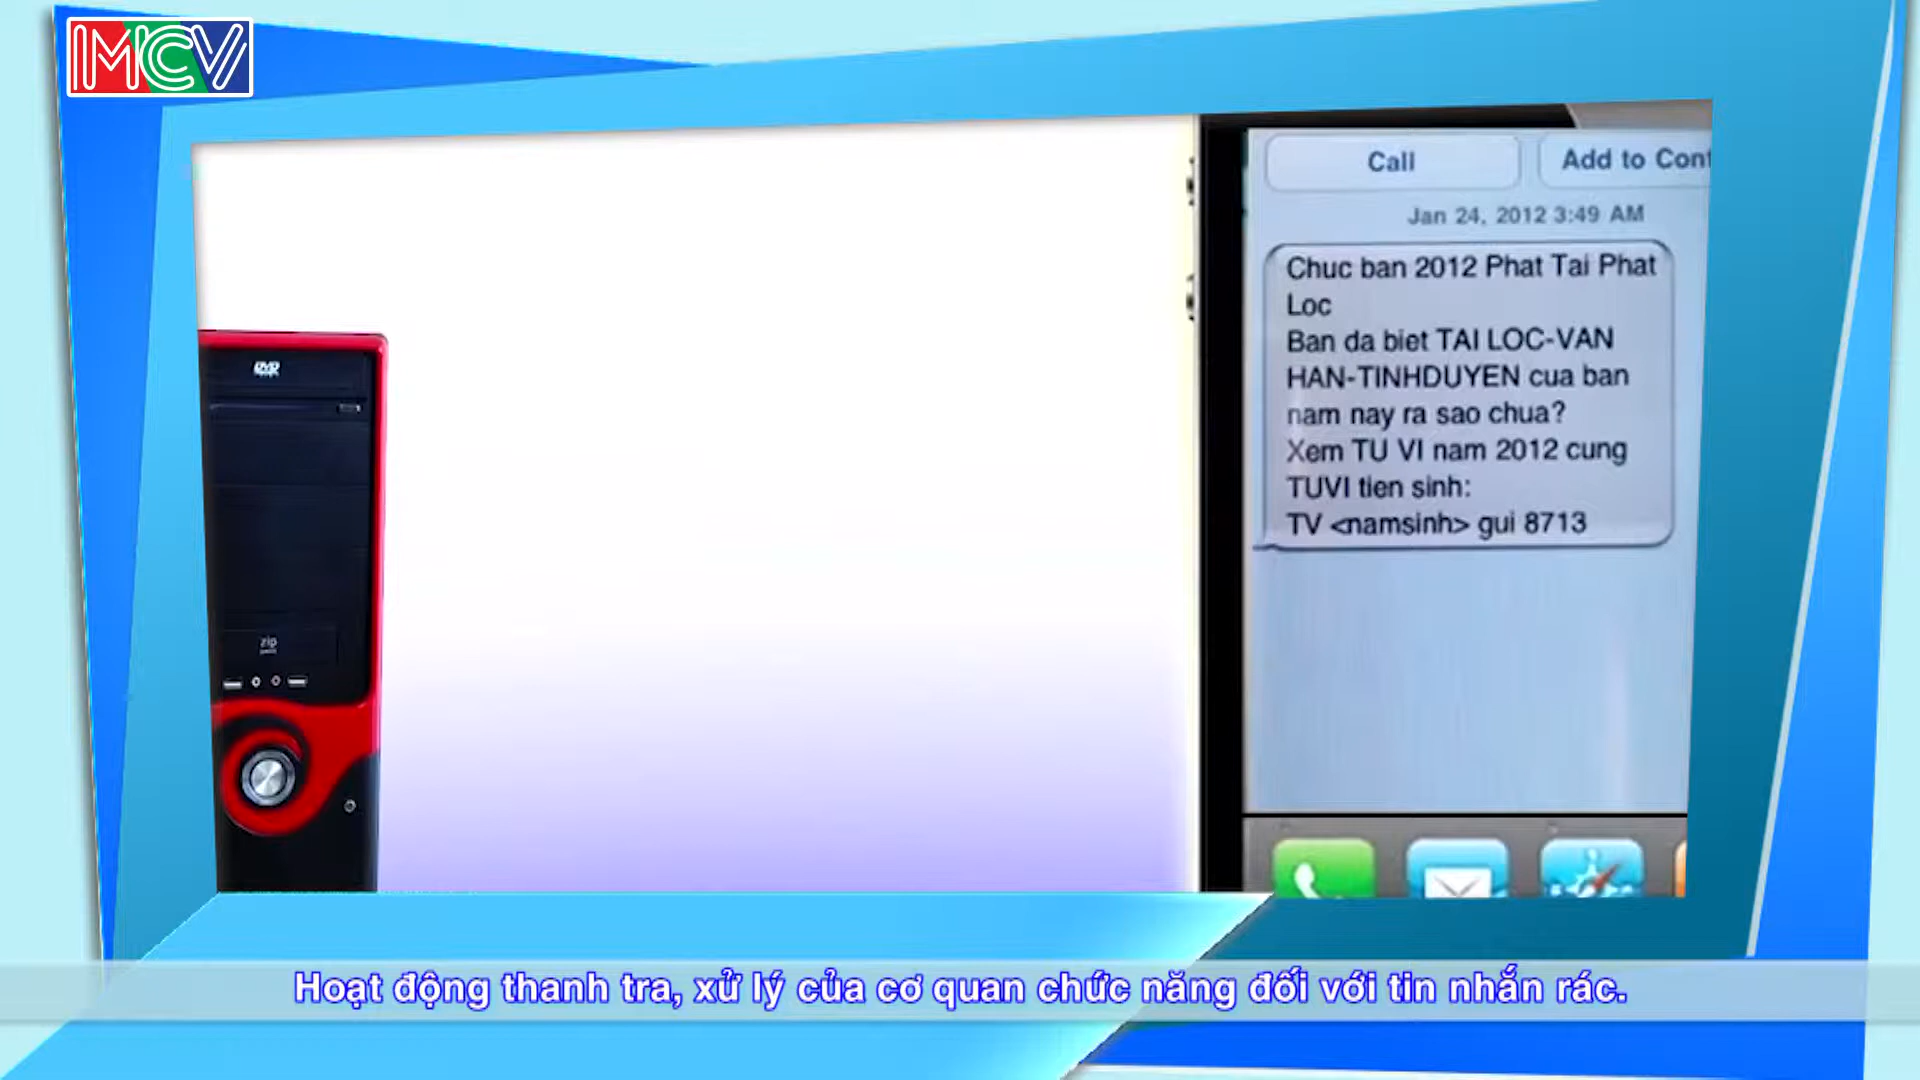 MCV
Call
Add to Cont
Jan 24, 2012 3:49 AM
Chuc ban 2012 Phat Tai Phat
Loc
Ban da biet TAI LOC-VAN
HAN-TINHDUYEN cua ban
nam nay ra sao chua?
Xem TU VI nam 2012 cung
TUVI tien sinh:
TV <namsinh> gui 8713
DVD
zip
Hoạt động thanh tra, xử lý của cơ quan chức năng đối với tin nhắn rác.